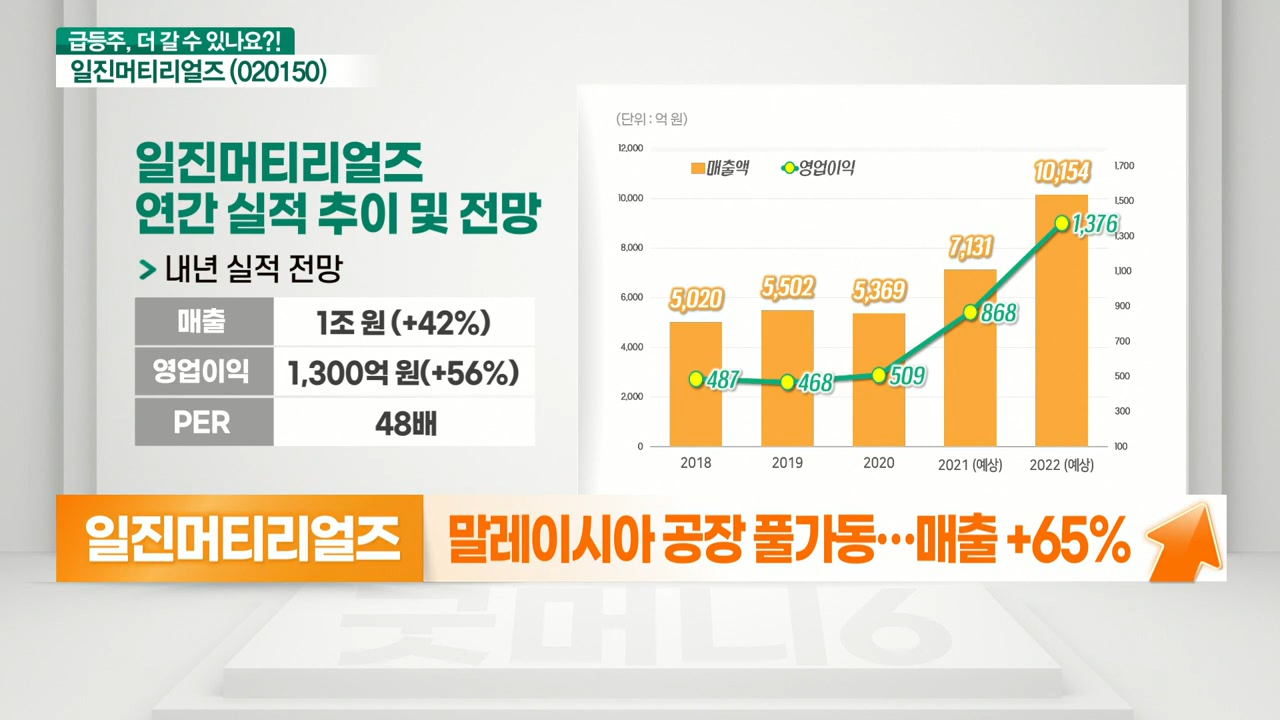 급등주, 더 갈 수 있나요?!
일진머티리얼즈 (020150)
일진머티리얼즈
연간 실적 추이 및 전망
> 내년 실적 전망
매출 1조 원 (+42%)
영업이익 1,300억 원(+56%)
PER 48배
(단위 : 억 원)
매출액 영업이익
12,000
10,000
8,000
6,000
4,000
2,000
0
1,700
1,500
1,300
1,100
900
700
500
300
100
5,020
5,502
5,369
7,131
10,154
487
468
509
868
1,376
2018 2019 2020 2021 (예상) 2022 (예상)
일진머티리얼즈
말레이시아 공장 풀가동…매출 +65%
굿머니6